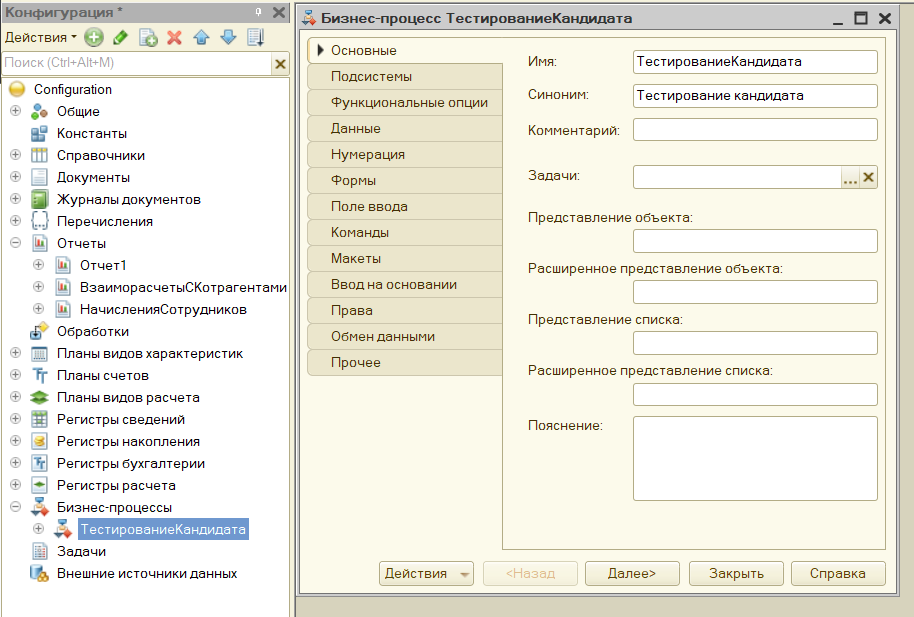 Конфигурация *
Действия
Поиск (Ctrl+Alt+M)
Configuration
Общие
Константы
Справочники
Документы
Журналы документов
Перечисления
Отчеты
Отчет1
ВзаиморасчетыСКотрагентами
НачисленияСотрудников
Обработки
Планы видов характеристик
Планы счетов
Планы видов расчета
Регистры сведений
Регистры накопления
Регистры бухгалтерии
Регистры расчета
Бизнес-процессы
ТестированиеКандидата
Задачи
Внешние источники данных
Бизнес-процесс ТестированиеКандидата
Основные
Подсистемы
Функциональные опции
Данные
Нумерация
Формы
Поле ввода
Команды
Макеты
Ввод на основании
Права
Обмен данными
Прочее
Имя: ТестированиеКандидата
Синоним: Тестирование кандидата
Комментарий:
Задачи: ...
Представление объекта:
Расширенное представление объекта:
Представление списка:
Расширенное представление списка:
Пояснение:
Действия <Назад Далее> Закрыть Справка